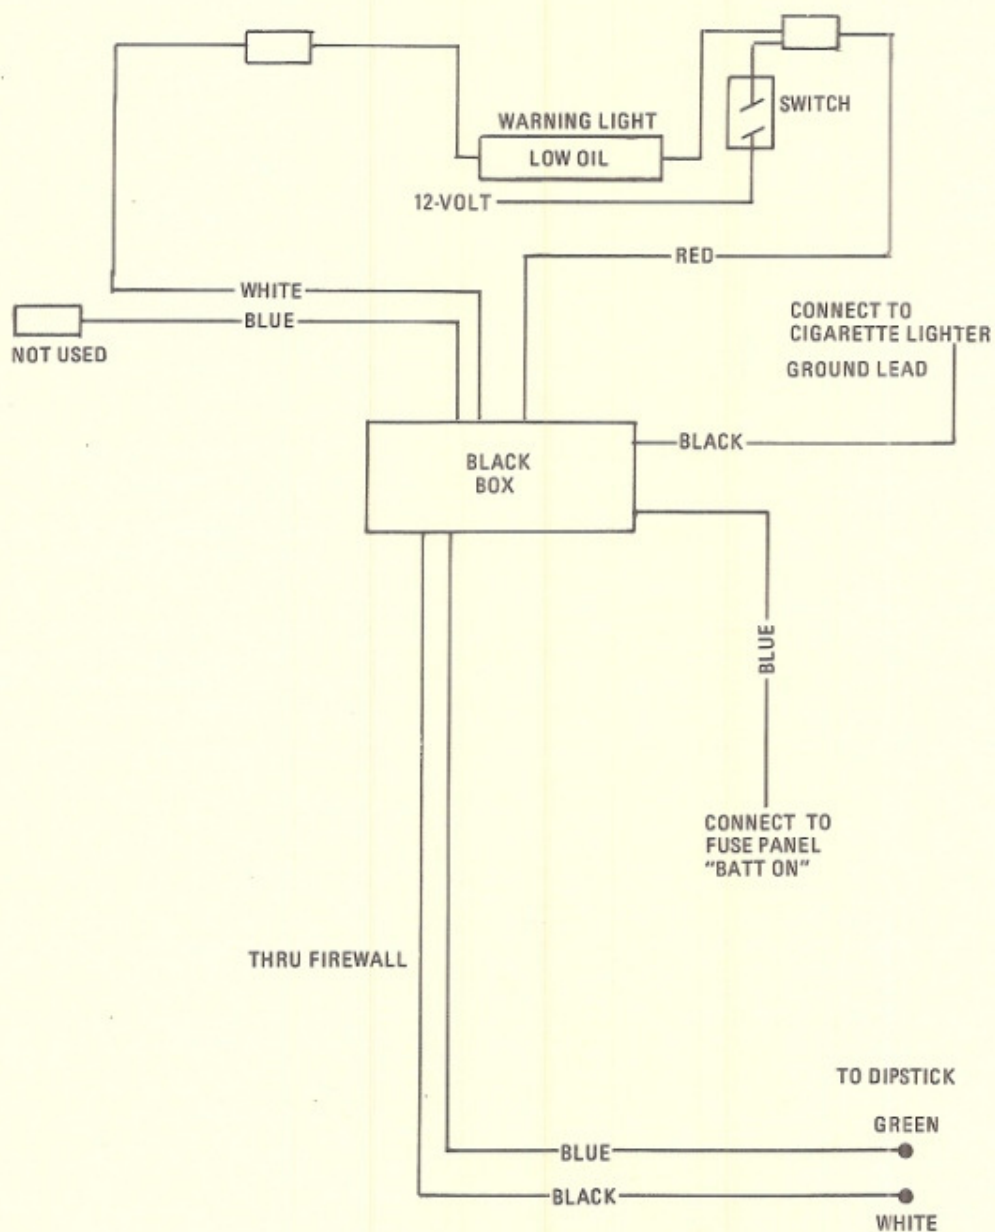 SWITCH
WARNING LIGHT
LOW OIL
12-VOLT
RED
WHITE
BLUE
NOT USED
CONNECT TO
CIGARETTE LIGHTER
GROUND LEAD
BLACK
BLACK
BOX
BLUE
CONNECT TO
FUSE PANEL
"BATT ON"
THRU FIREWALL
TO DIPSTICK
GREEN
BLUE
BLACK
WHITE